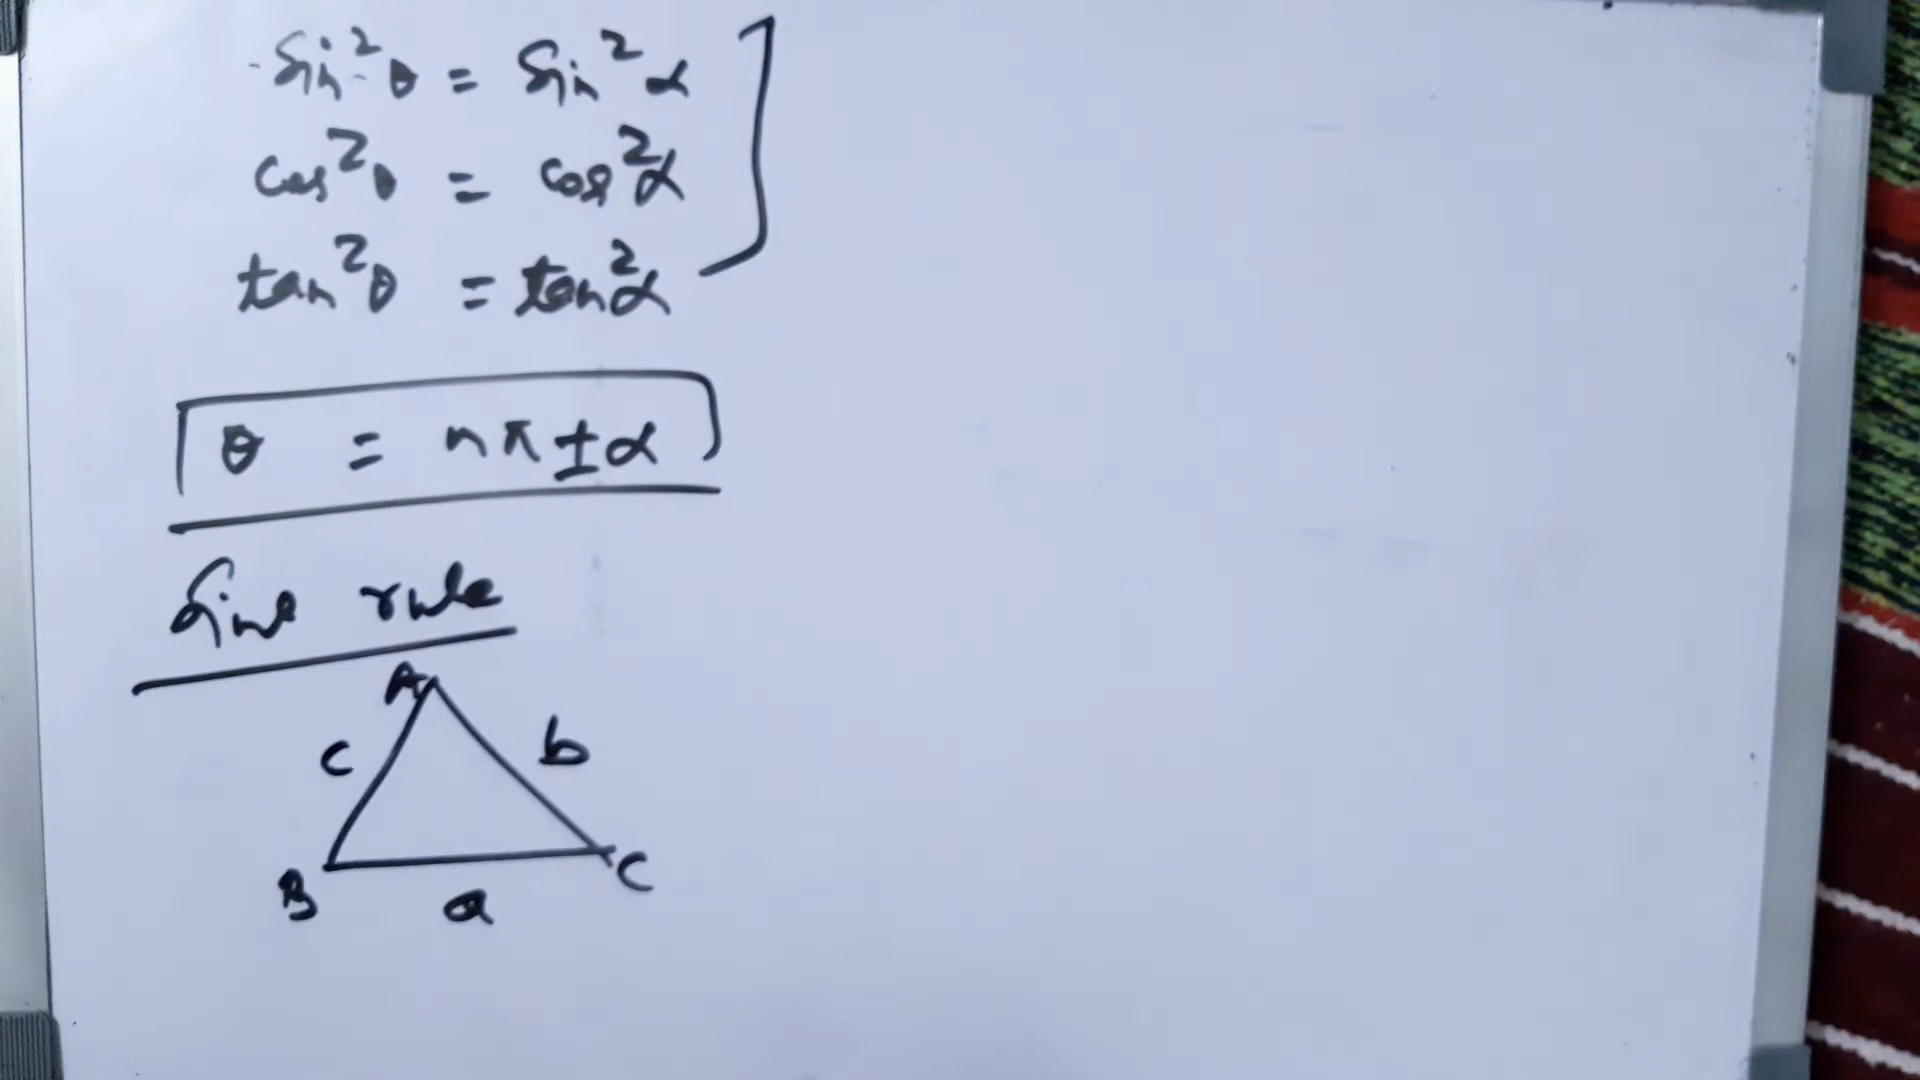 sin²θ = sin²α
cos²θ = cos²α
tan²θ = tan²α
θ = nπ ± α
Sine rule
A
c b
B a C